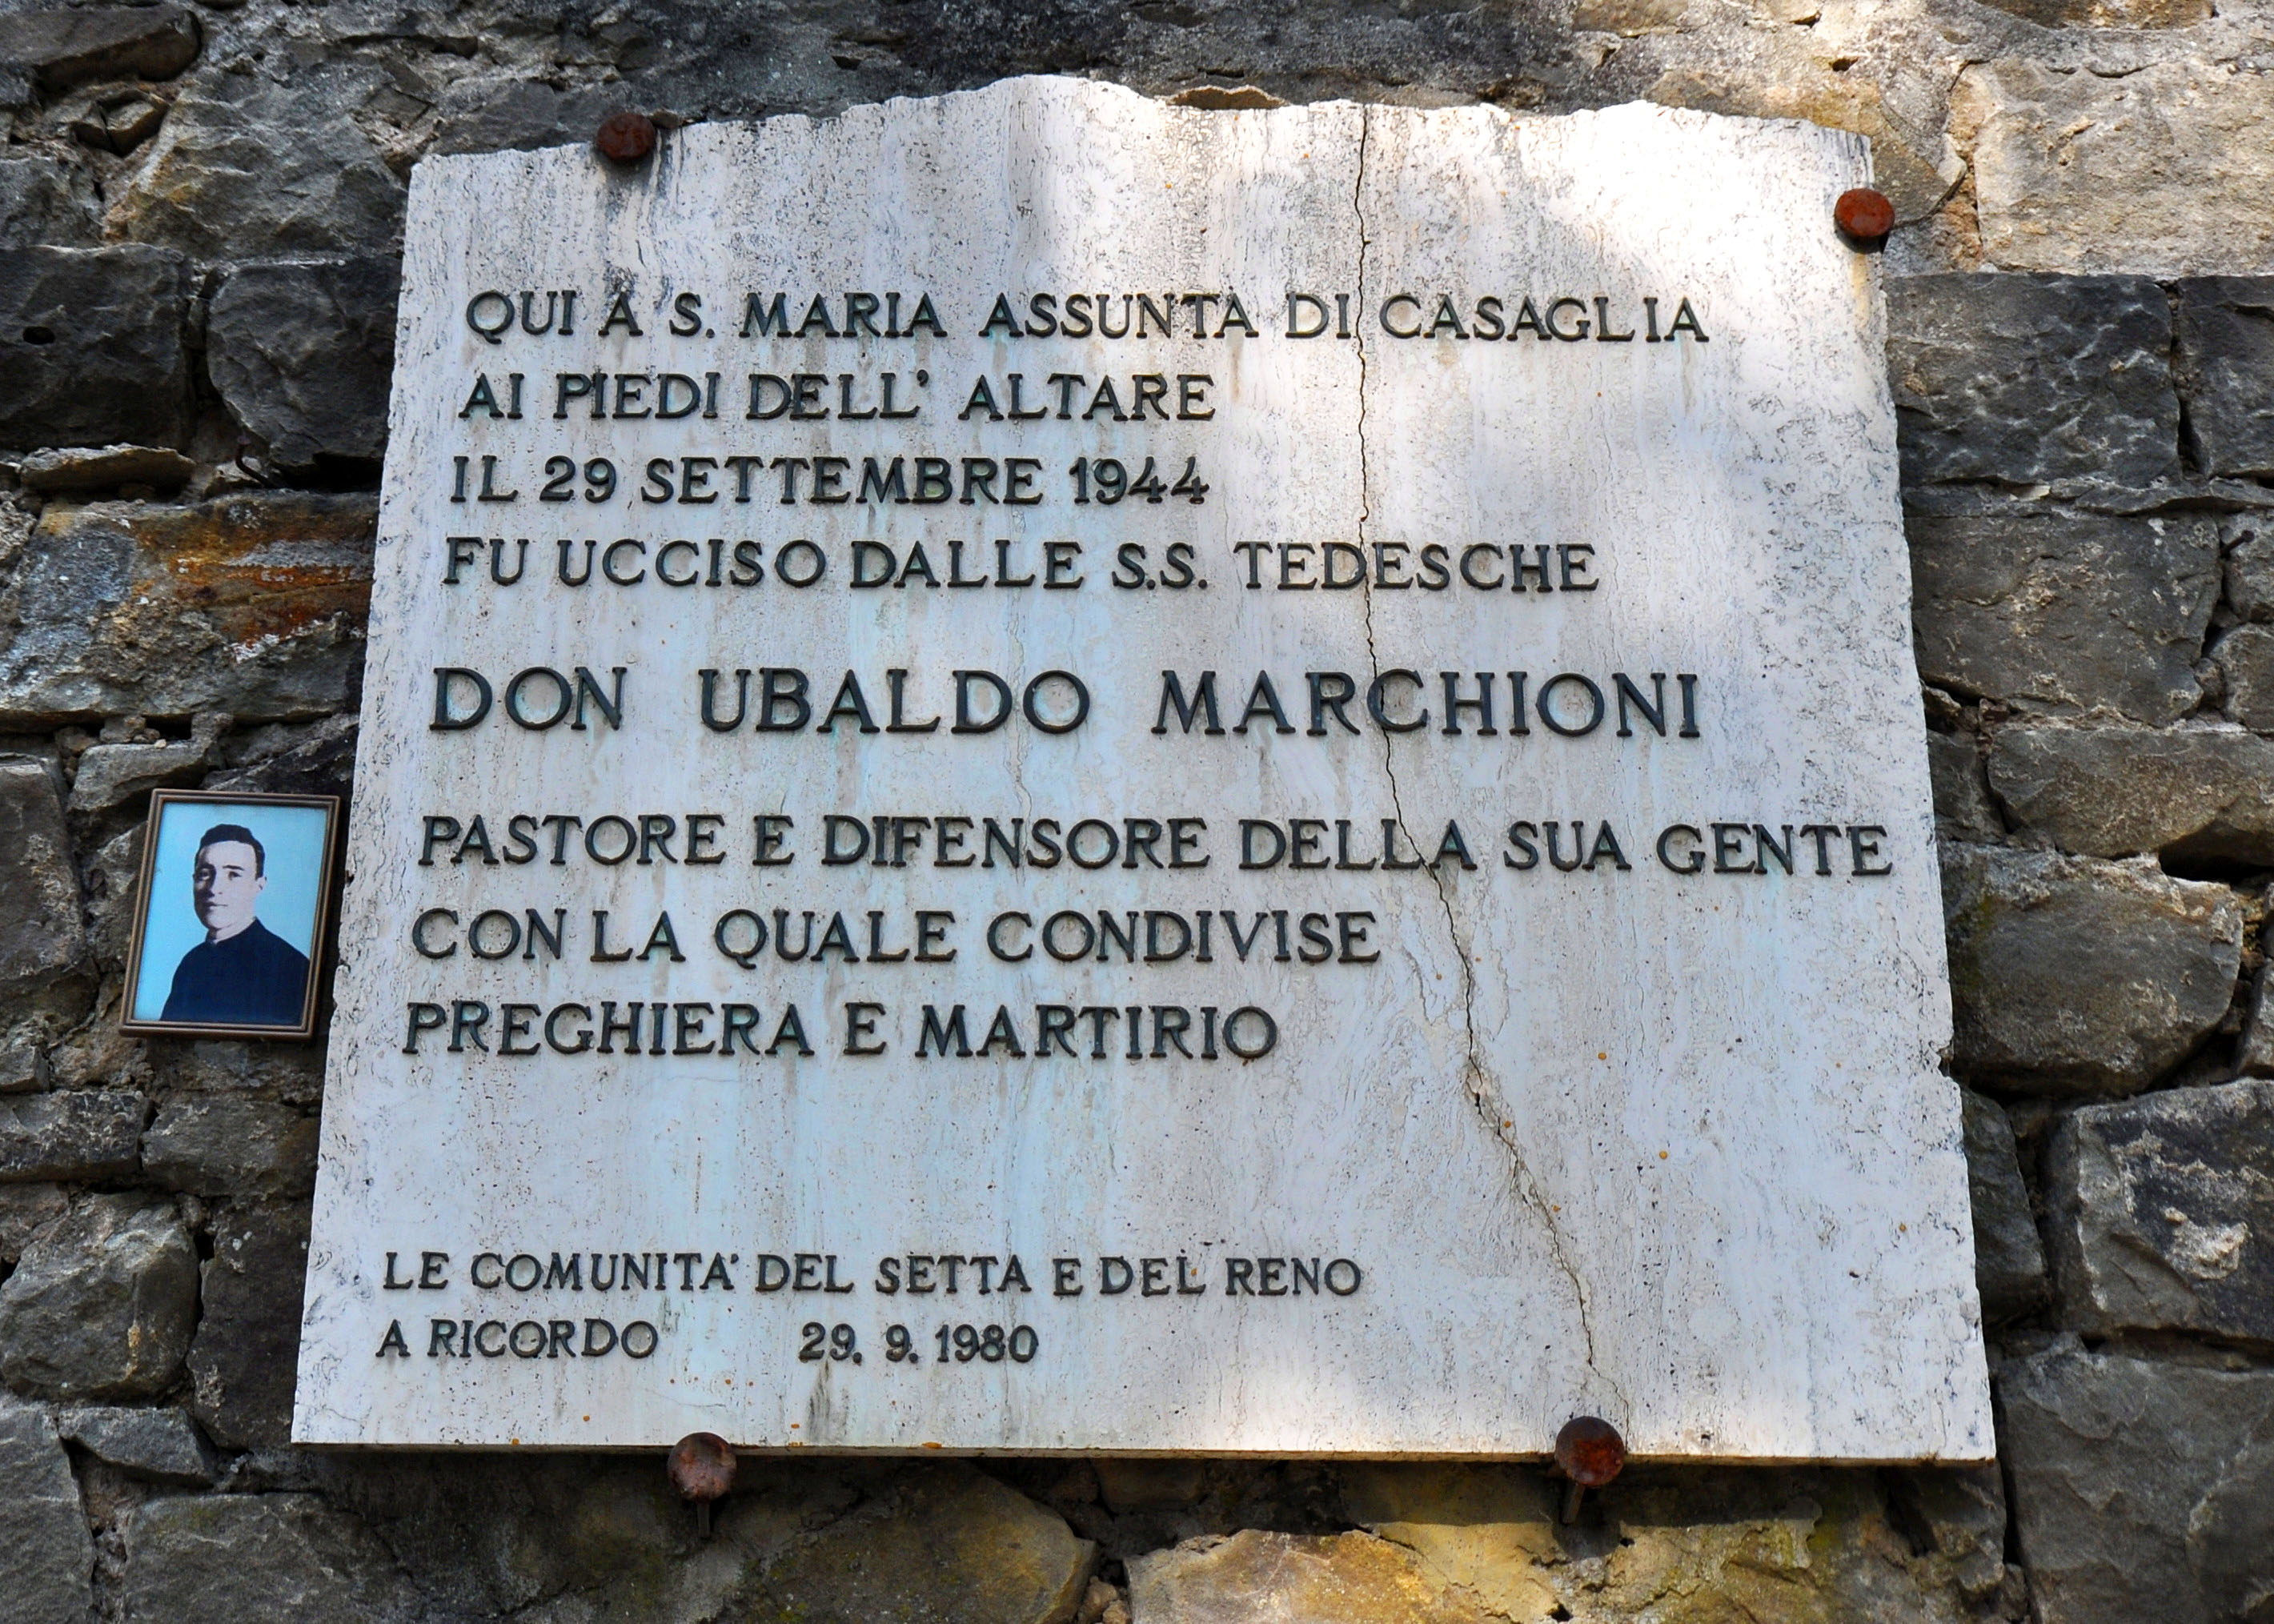 QUI A S. MARIA ASSUNTA DI CASAGLIA
AI PIEDI DELL' ALTARE
IL 29 SETTEMBRE 1944
FU UCCISO DALLE S.S. TEDESCHE
DON UBALDO MARCHIONI
PASTORE E DIFENSORE DELLA SUA GENTE
CON LA QUALE CONDIVISE
PREGHIERA E MARTIRIO
LE COMUNITA' DEL SETTA E DEL RENO
A RICORDO 29. 9. 1980